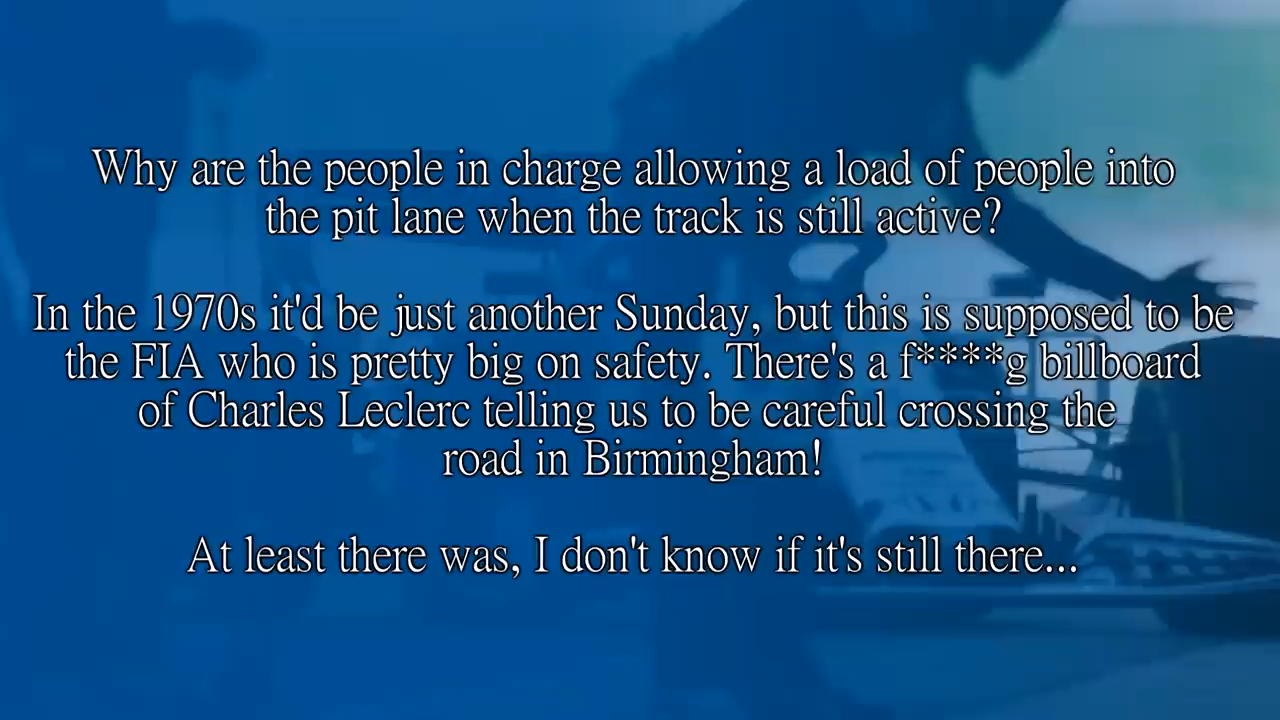 Why are the people in charge allowing a load of people into
the pit lane when the track is still active?
In the 1970s it'd be just another Sunday, but this is supposed to be
the FIA who is pretty big on safety. There's a f****g billboard
of Charles Leclerc telling us to be careful crossing the
road in Birmingham!
At least there was, I don't know if it's still there...